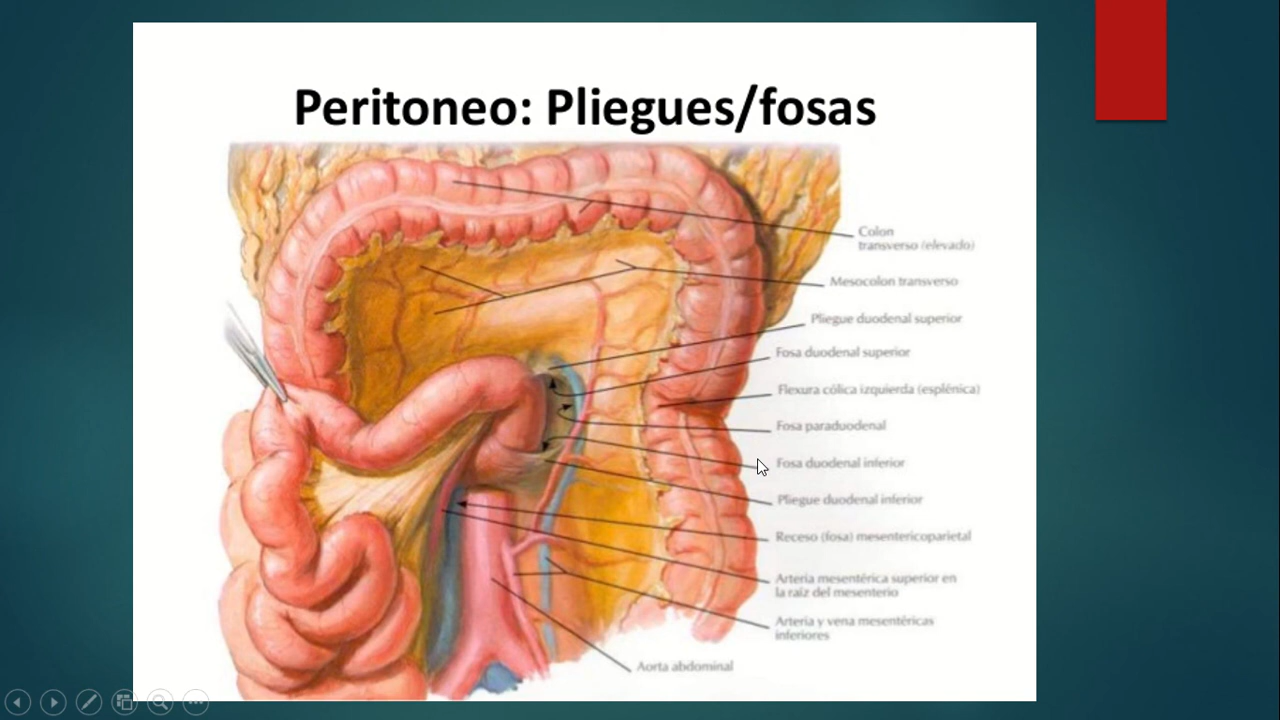 Peritoneo: Pliegues/fosas
Colon
transverso (elevado)
Mesocolon transverso
Pliegue duodenal superior
Fosa duodenal superior
Flexura cólica izquierda (esplénica)
Fosa paraduodenal
Fosa duodenal inferior
Pliegue duodenal inferior
Receso (fosa) mesentericoparietal
Arteria mesentérica superior en
la raíz del mesenterio
Arteria y vena mesentéricas
inferiores
Aorta abdominal